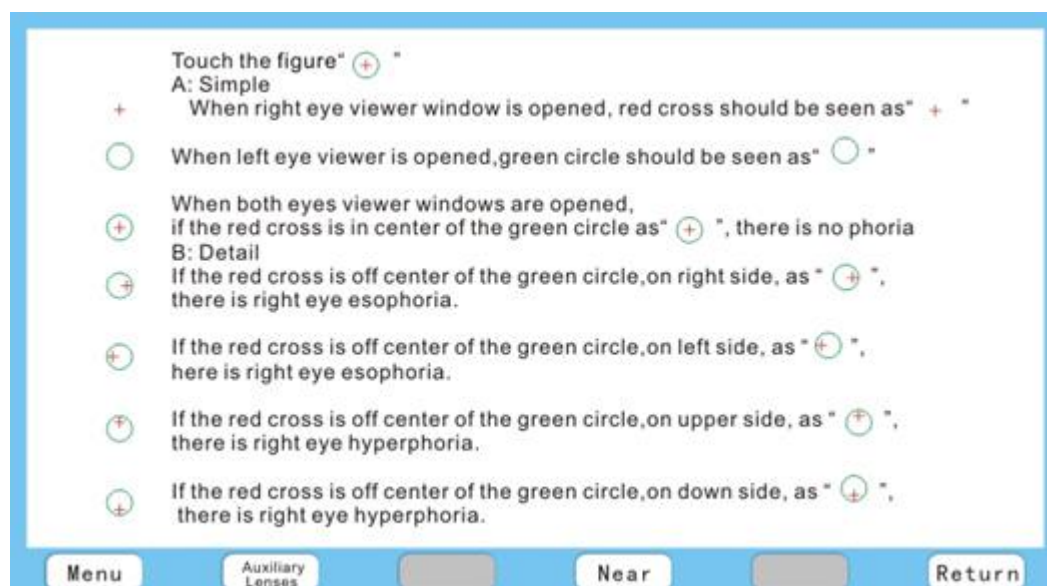 Touch the figure“ ”
A: Simple
When right eye viewer window is opened, red cross should be seen as“ ”
When left eye viewer is opened,green circle should be seen as“ ”
When both eyes viewer windows are opened,
if the red cross is in center of the green circle as“ ”, there is no phoria
B: Detail
If the red cross is off center of the green circle,on right side, as “ ”,
there is right eye esophoria.
If the red cross is off center of the green circle,on left side, as “ ”,
here is right eye esophoria.
If the red cross is off center of the green circle,on upper side, as “ ”,
there is right eye hyperphoria.
If the red cross is off center of the green circle,on down side, as “ ”,
there is right eye hyperphoria.
Menu
Auxiliary
Lenses
Near
Return